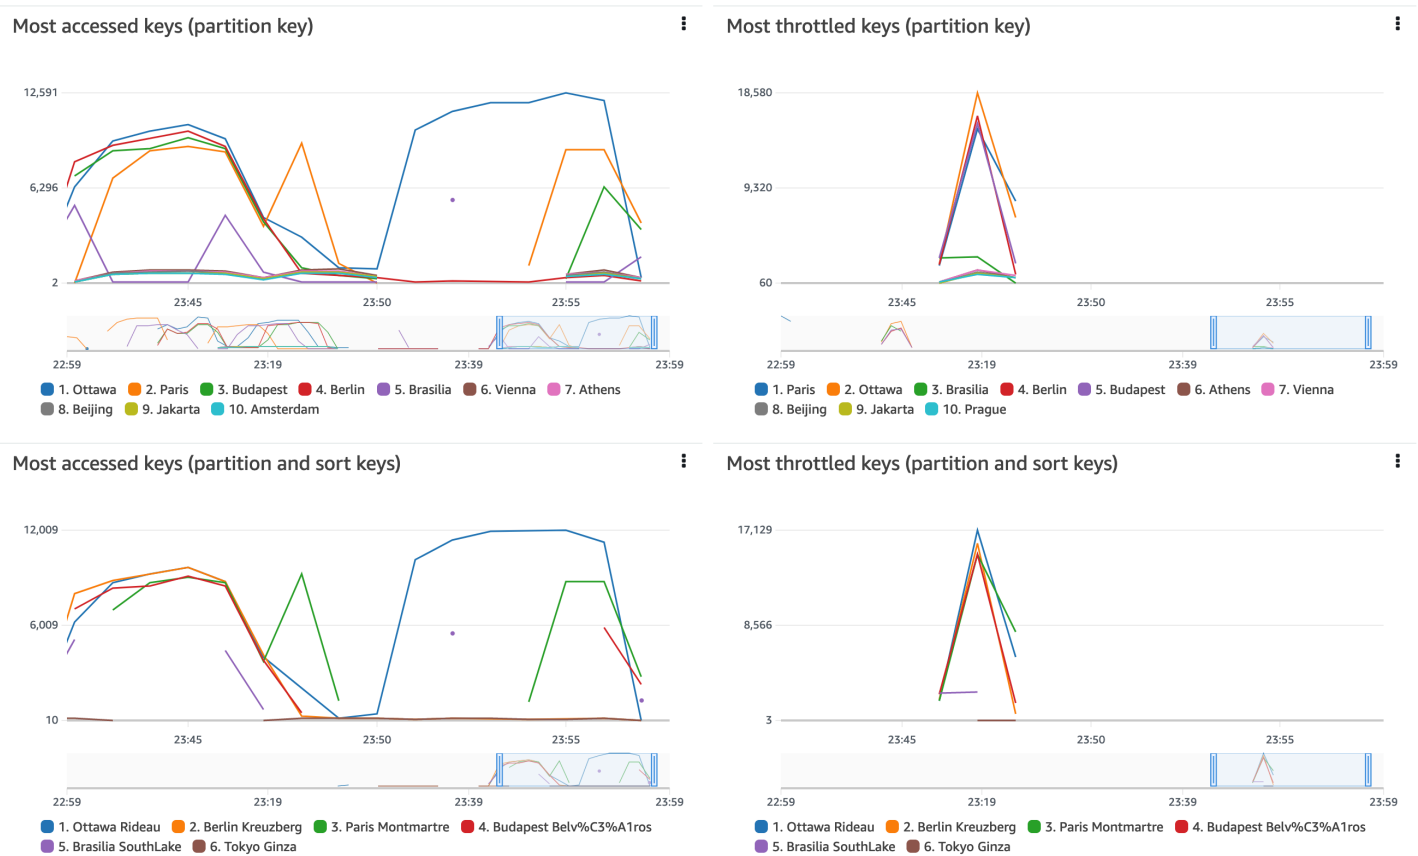 Most accessed keys (partition key)
12,591
6,296
2
23:45 23:50 23:55
22:59 23:19 23:39 23:59
1. Ottawa 2. Paris 3. Budapest 4. Berlin 5. Brasilia 6. Vienna 7. Athens
8. Beijing 9. Jakarta 10. Amsterdam
Most throttled keys (partition key)
18,580
9,320
60
23:45 23:50 23:55
22:59 23:19 23:39 23:59
1. Paris 2. Ottawa 3. Brasilia 4. Berlin 5. Budapest 6. Athens 7. Vienna
8. Beijing 9. Jakarta 10. Prague
Most accessed keys (partition and sort keys)
12,009
6,009
10
23:45 23:50 23:55
22:59 23:19 23:39 23:59
1. Ottawa Rideau 2. Berlin Kreuzberg 3. Paris Montmartre 4. Budapest Belv%C3%A1ros
5. Brasilia SouthLake 6. Tokyo Ginza
Most throttled keys (partition and sort keys)
17,129
8,566
3
23:45 23:50 23:55
22:59 23:19 23:39 23:59
1. Ottawa Rideau 2. Berlin Kreuzberg 3. Paris Montmartre 4. Budapest Belv%C3%A1ros
5. Brasilia SouthLake 6. Tokyo Ginza